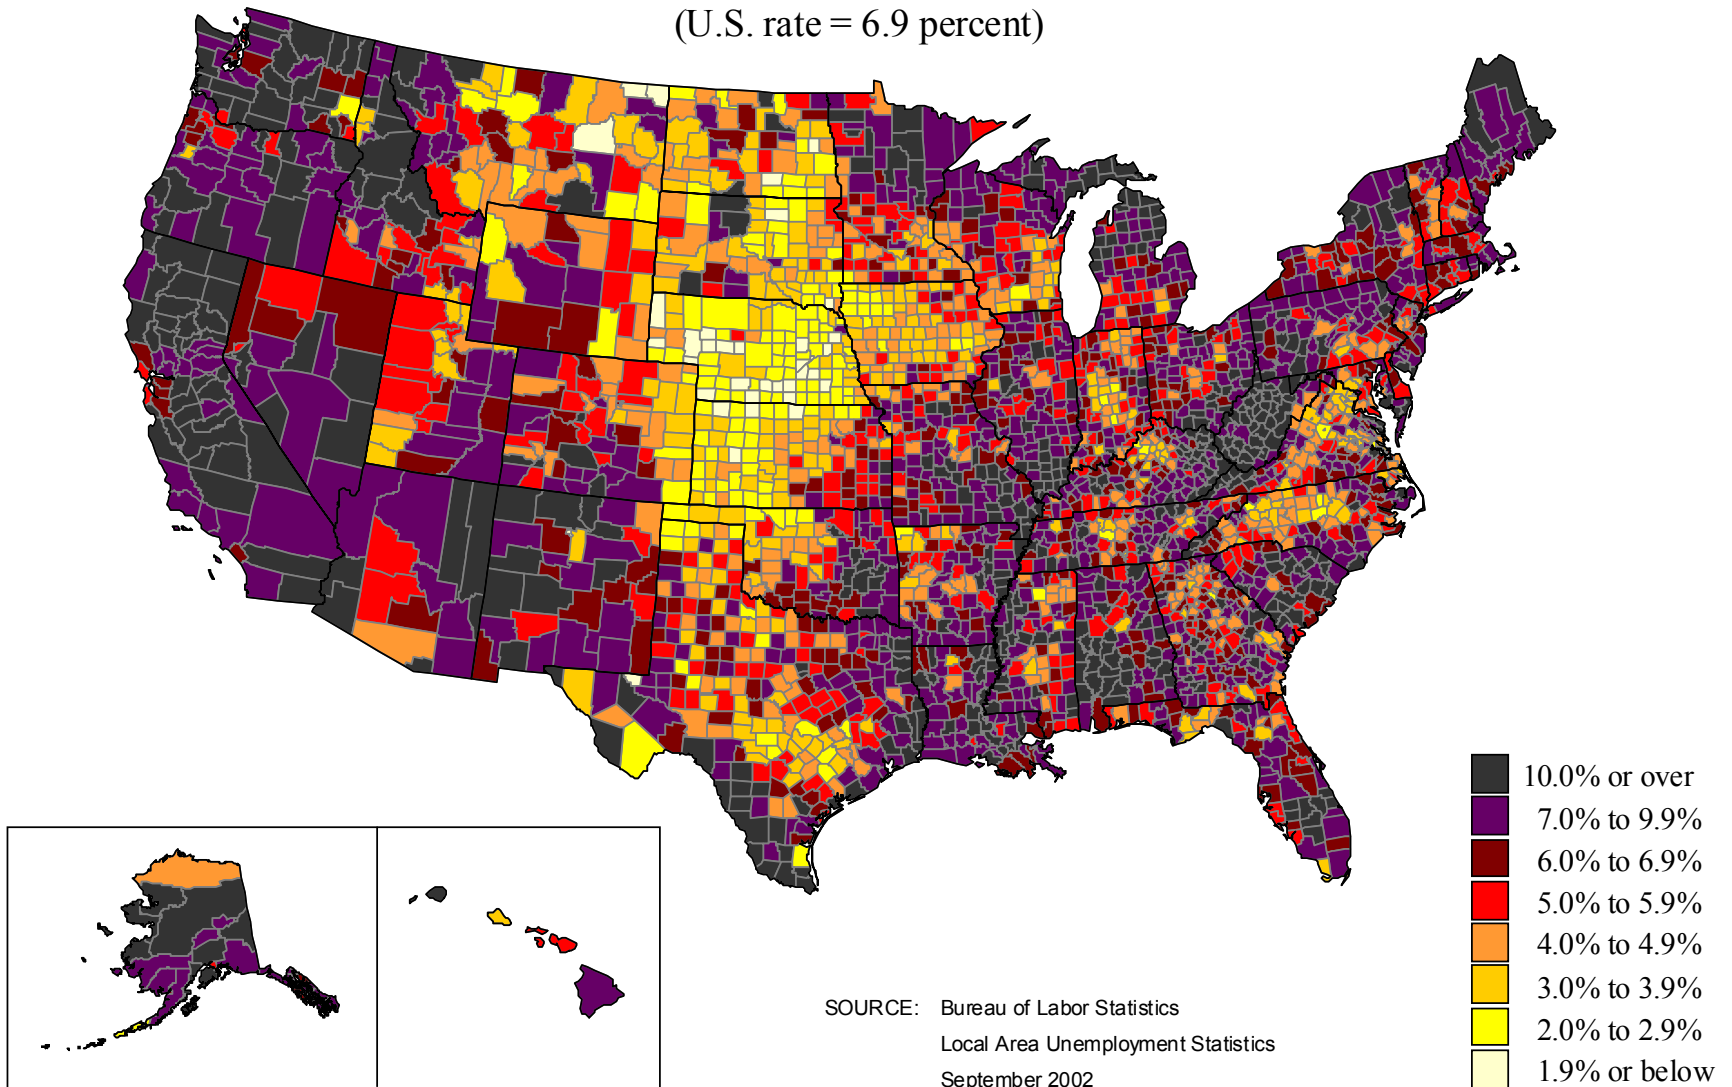 (U.S. rate = 6.9 percent)
10.0% or over
7.0% to 9.9%
6.0% to 6.9%
5.0% to 5.9%
4.0% to 4.9%
3.0% to 3.9%
2.0% to 2.9%
1.9% or below
SOURCE: Bureau of Labor Statistics
Local Area Unemployment Statistics
September 2002